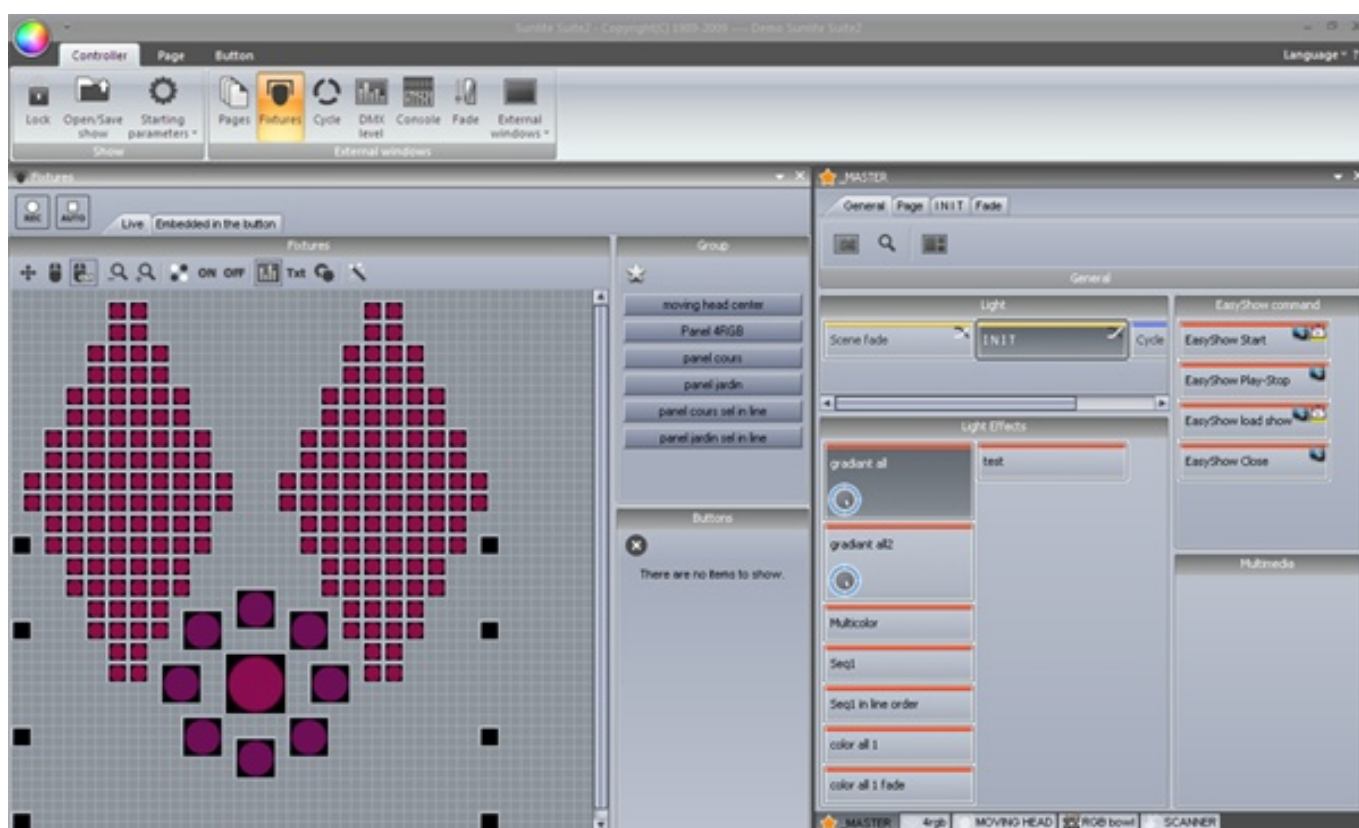 Sunlite Suite2 - Copyright(C) 1989-2009 ---- Demo Sunlite Suite2
Controller Page Button Language ?
Lock Open/Save show Starting parameters Pages Fixtures Cycle DMX level Console Fade External windows
Show External windows
Fixtures
_MASTER
REC AUTO Live Embedded in the button
General Page INIT Fade
Fixtures
Group
General
ON OFF Txt
moving head center
Panel 4RGB
panel cours
panel jardin
panel cours sel in line
panel jardin sel in line
Buttons
There are no items to show.
Light
Scene fade INIT Cycle
Light Effects
gradiant all test
gradiant all2
Multicolor
Seq1
Seq1 in line order
color all 1
color all 1 fade
EasyShow command
EasyShow Start
EasyShow Play-Stop
EasyShow load show
EasyShow Close
Multimedia
_MASTER 4rgb MOVING HEAD RGB bowl SCANNER